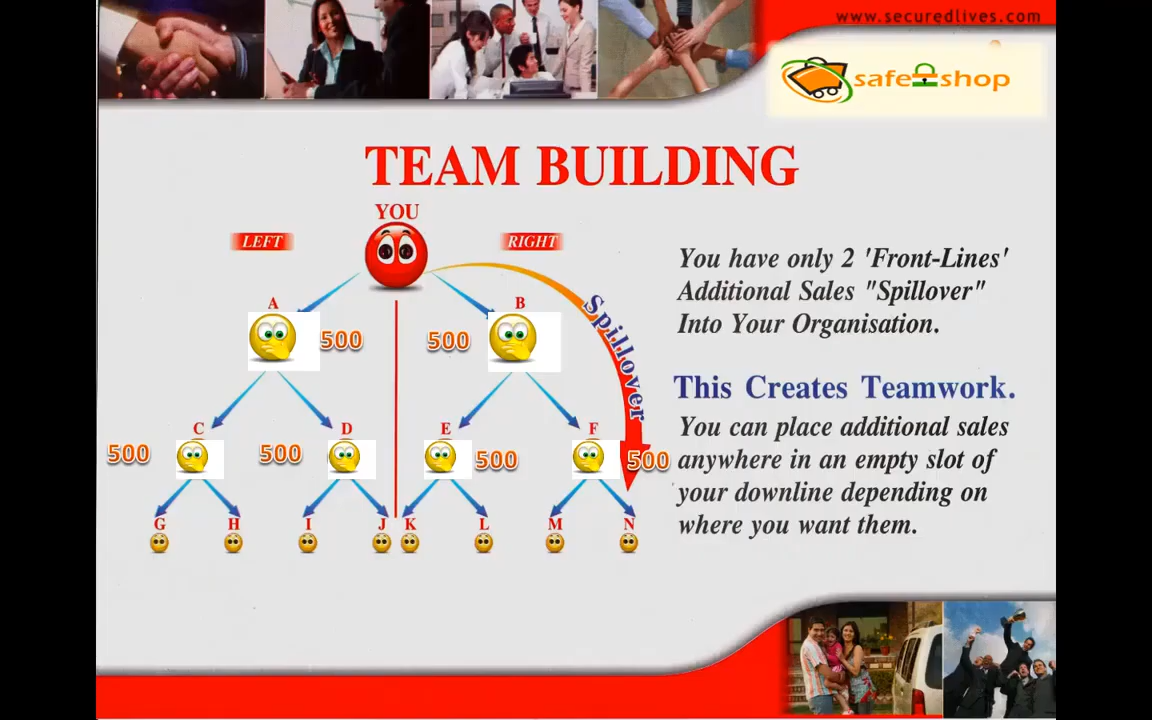 www.securedlives.com
safe shop
TEAM BUILDING
YOU
LEFT
RIGHT
You have only 2 'Front-Lines'
Additional Sales "Spillover"
Into Your Organisation.
A
B
500
500
Spillover
This Creates Teamwork.
You can place additional sales
anywhere in an empty slot of
your downline depending on
where you want them.
C
D
E
F
500
500
500
500
G
H
I
J
K
L
M
N